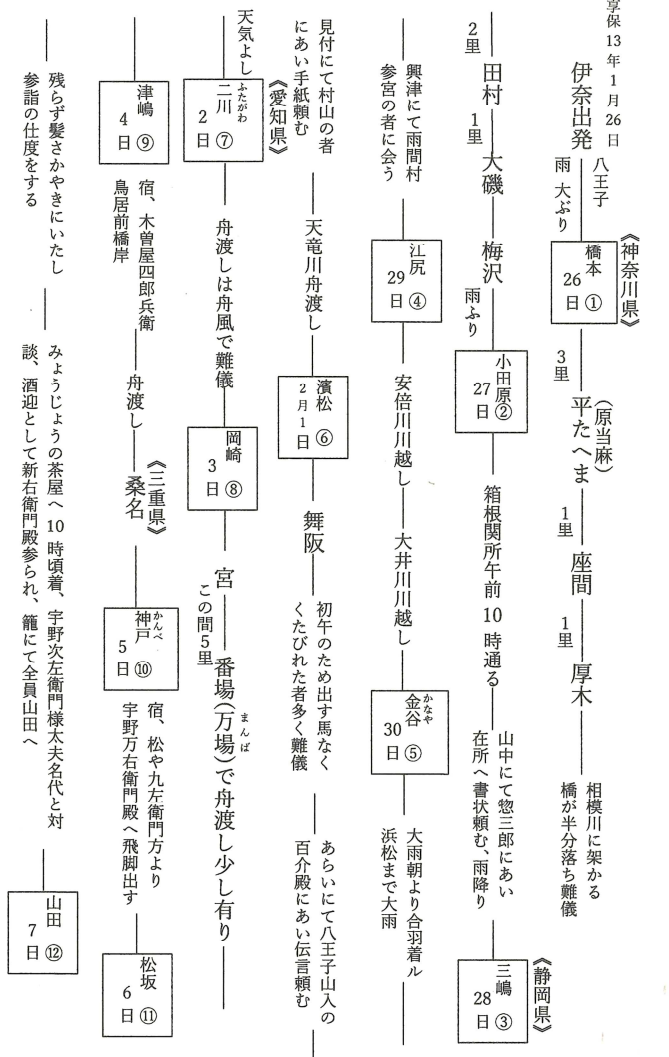 享保13年1月26日
伊奈出発
八王子
雨 大ぶり
《神奈川県》
橋本
26日①
3里
(原当麻)
平たへま
1里
座間
1里
厚木
相模川に架かる
橋が半分落ち難儀
2里
田村
1里
大磯
梅沢
雨ふり
小田原
27日②
箱根関所午前10時通る
山中にて惣三郎にあい
在所へ書状頼む、雨降り
《静岡県》
三嶋
28日③
興津にて雨間村
参宮の者に会う
江尻
29日④
安倍川川越し
大井川川越し
かなや
金谷
30日⑤
大雨朝より合羽着ル
浜松まで大雨
見付にて村山の者
にあい手紙頼む
天竜川舟渡し
濱松
2月1日⑥
舞阪
初午のため出す馬なく
くたびれた者多く難儀
あらいにて八王子山入の
百介殿にあい伝言頼む
天気よし
《愛知県》
ふたがわ
二川
2日⑦
舟渡しは舟風で難儀
岡崎
3日⑧
宮
この間5里
まんば
番場(万場)で舟渡し少し有り
津嶋
4日⑨
宿、木曽屋四郎兵衛
鳥居前橋岸
舟渡し
《三重県》
桑名
かんべ
神戸
5日⑩
宿、松や九左衛門方より
宇野万右衛門殿へ飛脚出す
松坂
6日⑪
残らず髪さかやきにいたし
参詣の仕度をする
みょうじょうの茶屋へ10時頃着、宇野次左衛門様太夫名代と対
談、酒迎として新右衛門殿参られ、籠にて全員山田へ
山田
7日⑫